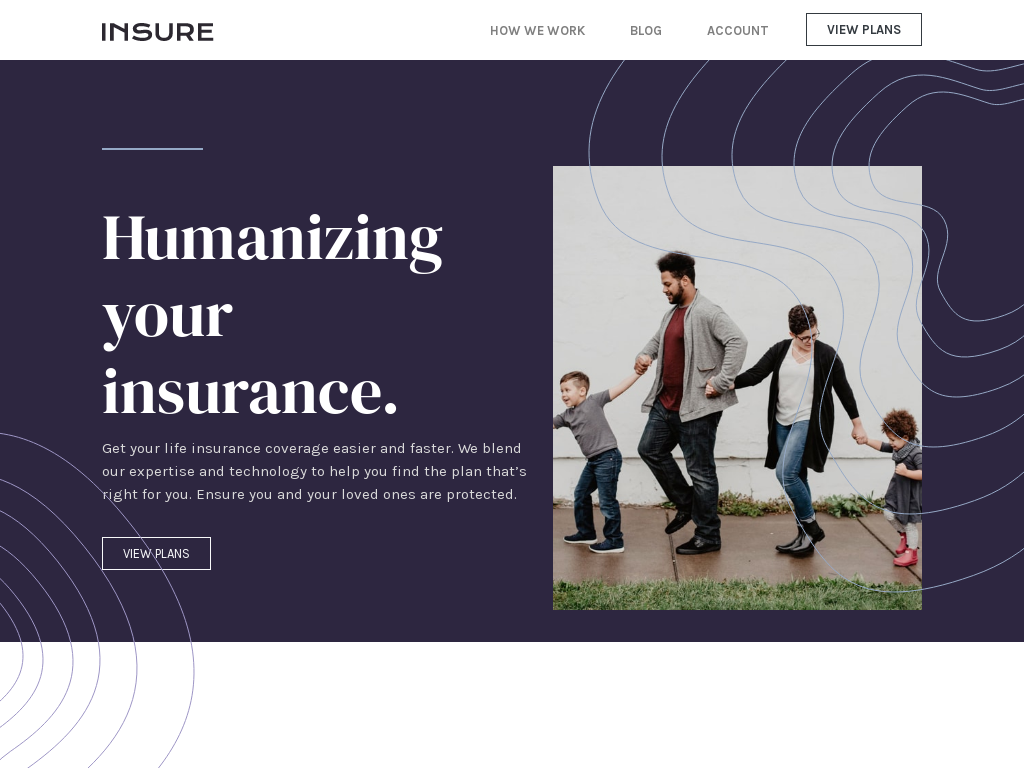 INSURE
HOW WE WORK
BLOG
ACCOUNT
VIEW PLANS
Humanizing
your
insurance.
Get your life insurance coverage easier and faster. We blend
our expertise and technology to help you find the plan that’s
right for you. Ensure you and your loved ones are protected.
VIEW PLANS